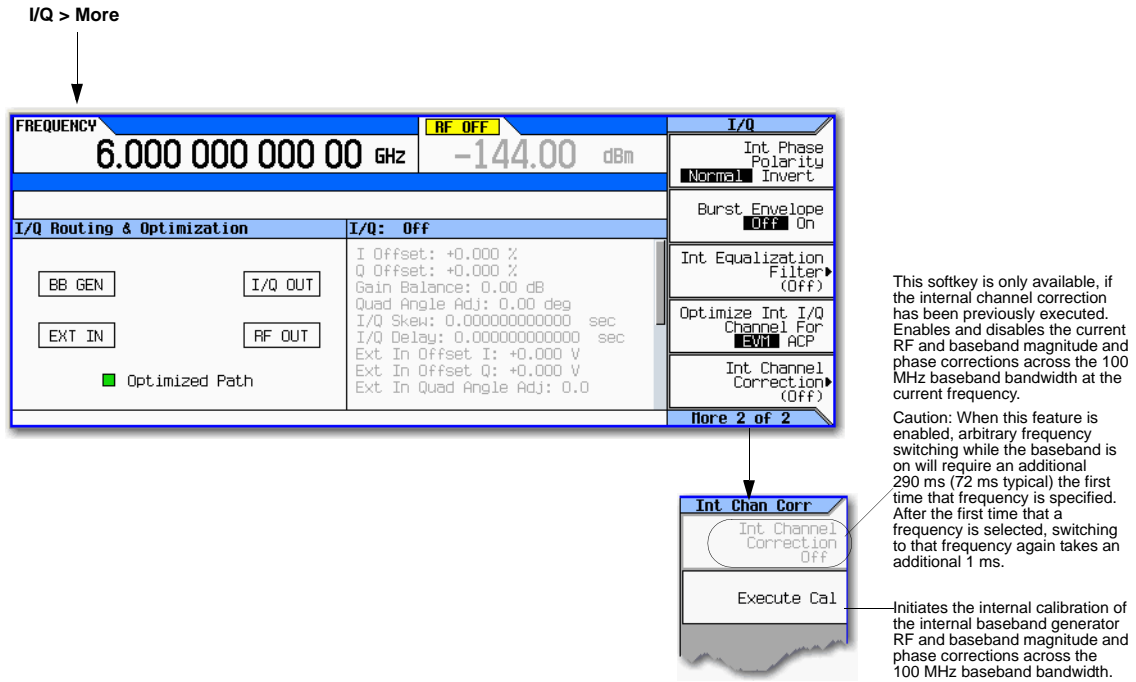 I/Q > More
FREQUENCY
6.000 000 000 00 GHz
RF OFF
-144.00 dBm
I/Q Routing & Optimization
BB GEN
I/Q OUT
EXT IN
RF OUT
Optimized Path
I/Q: Off
I Offset: +0.000 %
Q Offset: +0.000 %
Gain Balance: 0.00 dB
Quad Angle Adj: 0.00 deg
I/Q Skew: 0.000000000000 sec
I/Q Delay: 0.000000000000 sec
Ext In Offset I: +0.000 V
Ext In Offset Q: +0.000 V
Ext In Quad Angle Adj: 0.0
I/Q
Int Phase
Polarity
Normal Invert
Burst Envelope
Off On
Int Equalization
Filter
(Off)
Optimize Int I/Q
Channel For
EVM ACP
Int Channel
Correction
(Off)
More 2 of 2
Int Chan Corr
Int Channel
Correction
Off
Execute Cal
This softkey is only available, if
the internal channel correction
has been previously executed.
Enables and disables the current
RF and baseband magnitude and
phase corrections across the 100
MHz baseband bandwidth at the
current frequency.
Caution: When this feature is
enabled, arbitrary frequency
switching while the baseband is
on will require an additional
290 ms (72 ms typical) the first
time that frequency is specified.
After the first time that a
frequency is selected, switching
to that frequency again takes an
additional 1 ms.
Initiates the internal calibration of
the internal baseband generator
RF and baseband magnitude and
phase corrections across the
100 MHz baseband bandwidth.